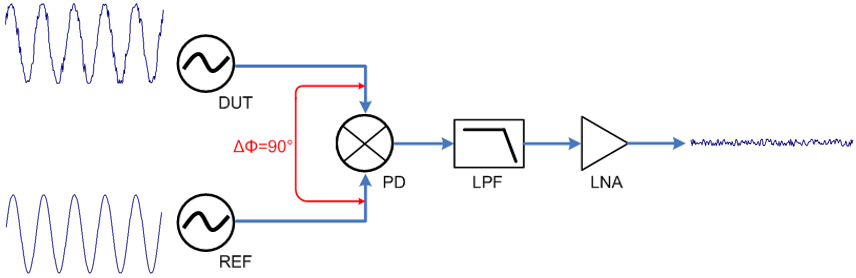 DUT
ΔΦ=90°
PD
LPF
LNA
REF